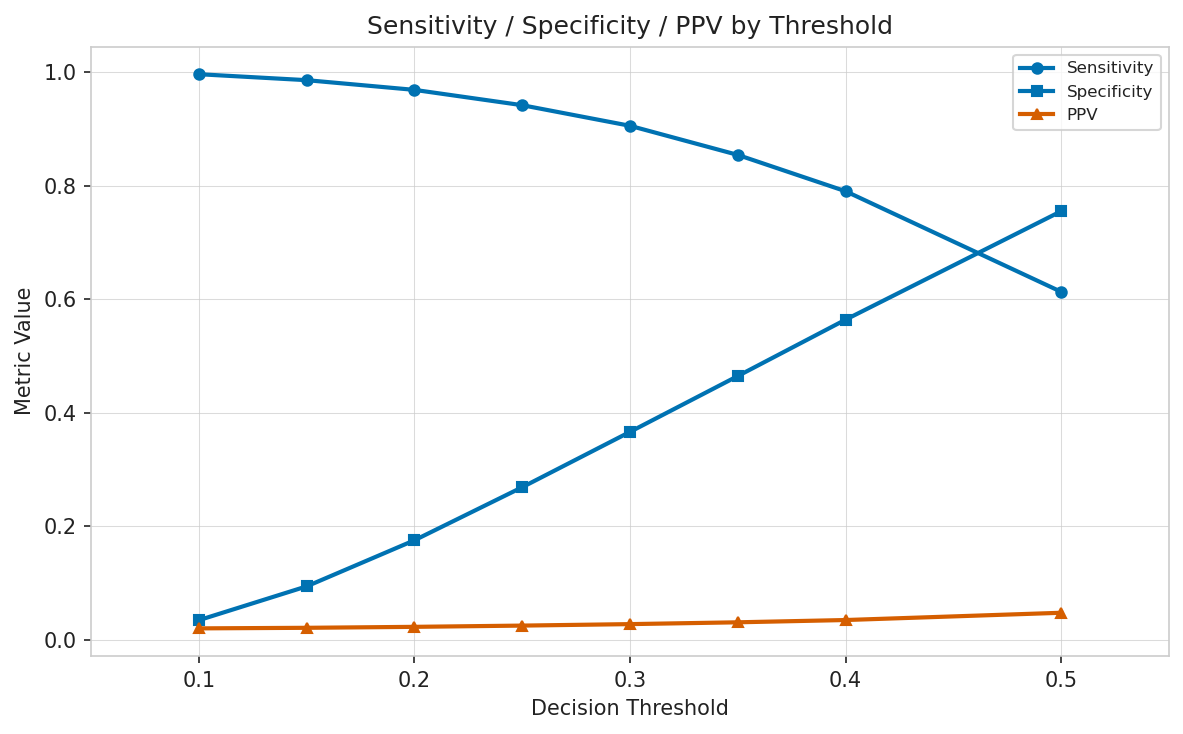 Sensitivity / Specificity / PPV by Threshold
Sensitivity
Specificity
PPV
Metric Value
1.0
0.8
0.6
0.4
0.2
0.0
0.1 0.2 0.3 0.4 0.5
Decision Threshold